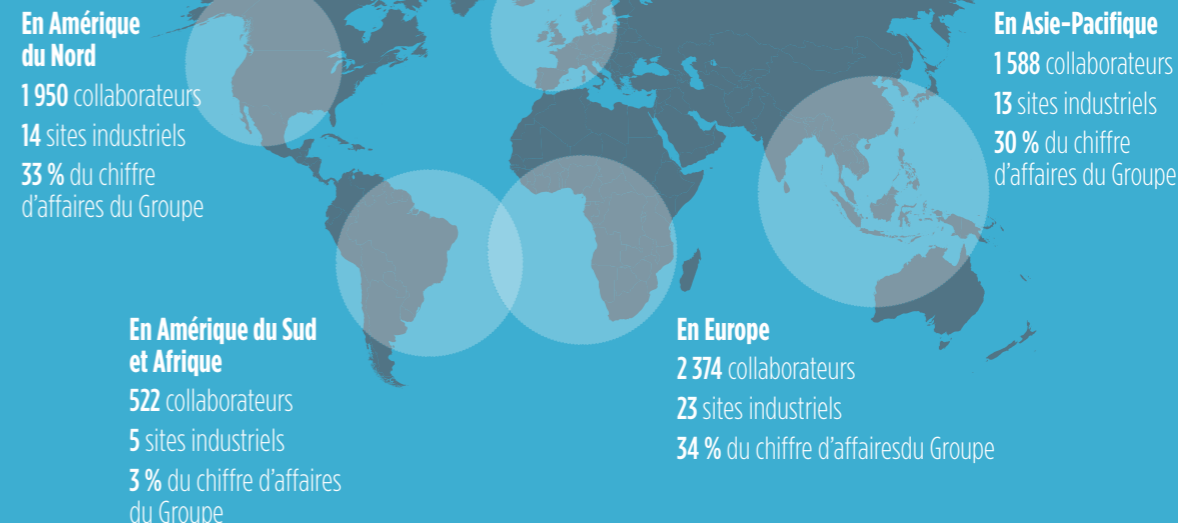 En Amérique
du Nord
1 950 collaborateurs
14 sites industriels
33 % du chiffre
d'affaires du Groupe
En Asie-Pacifique
1 588 collaborateurs
13 sites industriels
30 % du chiffre
d'affaires du Groupe
En Amérique du Sud
et Afrique
522 collaborateurs
5 sites industriels
3 % du chiffre d'affaires
du Groupe
En Europe
2 374 collaborateurs
23 sites industriels
34 % du chiffre d'affairesdu Groupe